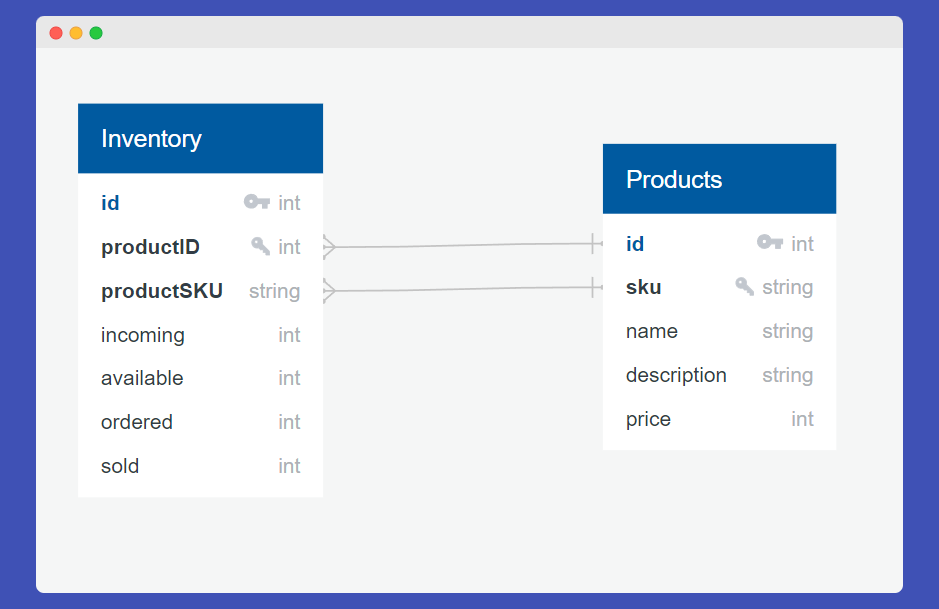 Inventory
id int
productID int
productSKU string
incoming int
available int
ordered int
sold int
Products
id int
sku string
name string
description string
price int